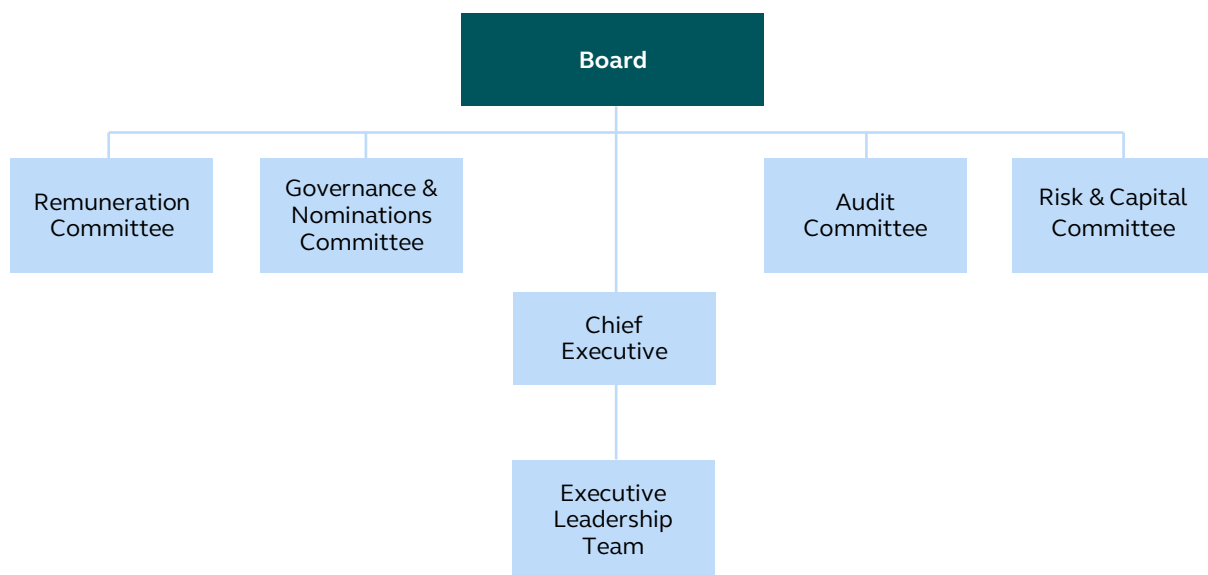 Board
Remuneration
Committee
Governance &
Nominations
Committee
Audit
Committee
Risk & Capital
Committee
Chief
Executive
Executive
Leadership
Team